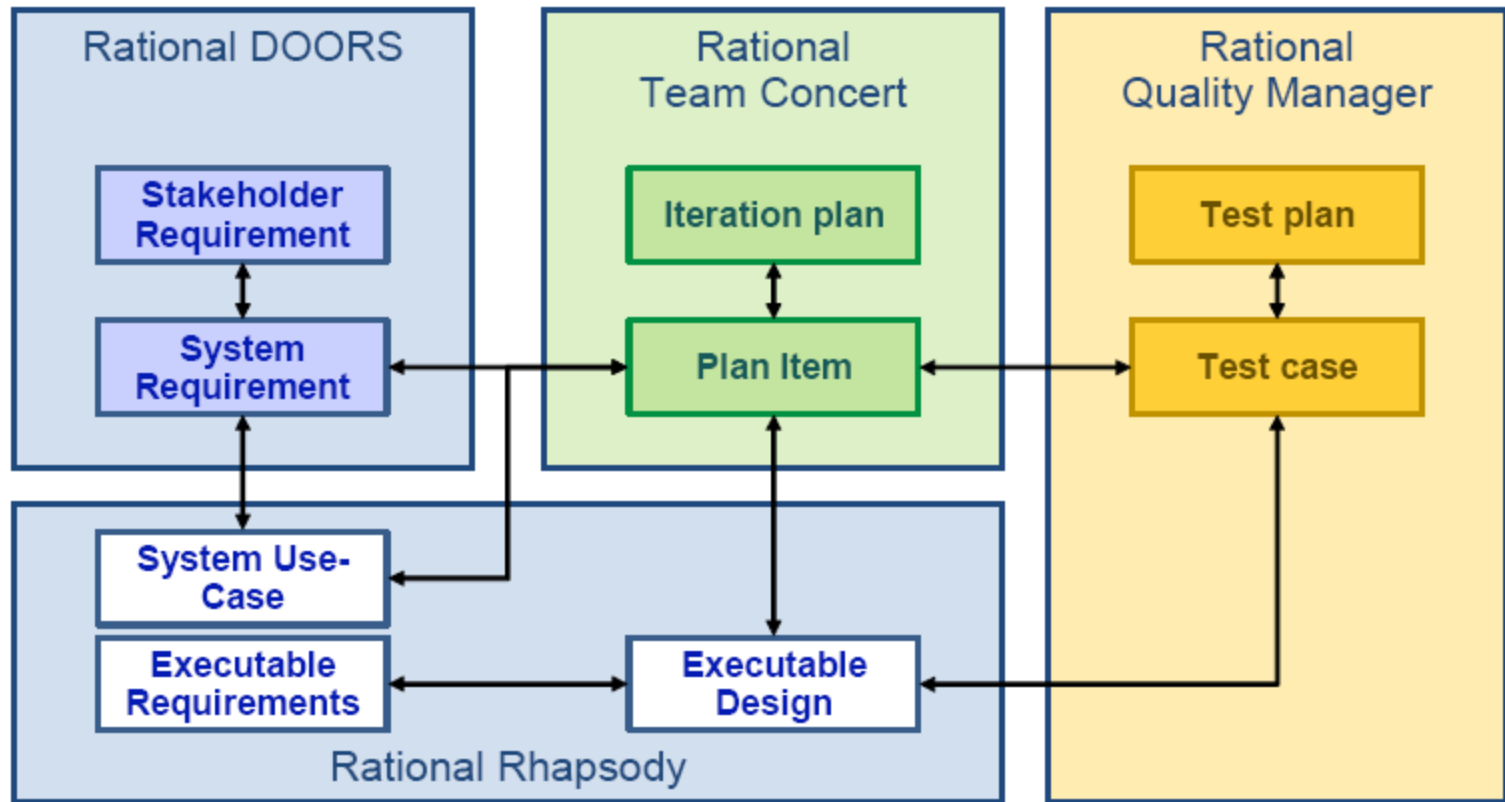 Rational DOORS
Stakeholder
Requirement
System
Requirement
Rational
Team Concert
Iteration plan
Plan Item
Rational
Quality Manager
Test plan
Test case
System Use-
Case
Executable
Requirements
Executable
Design
Rational Rhapsody